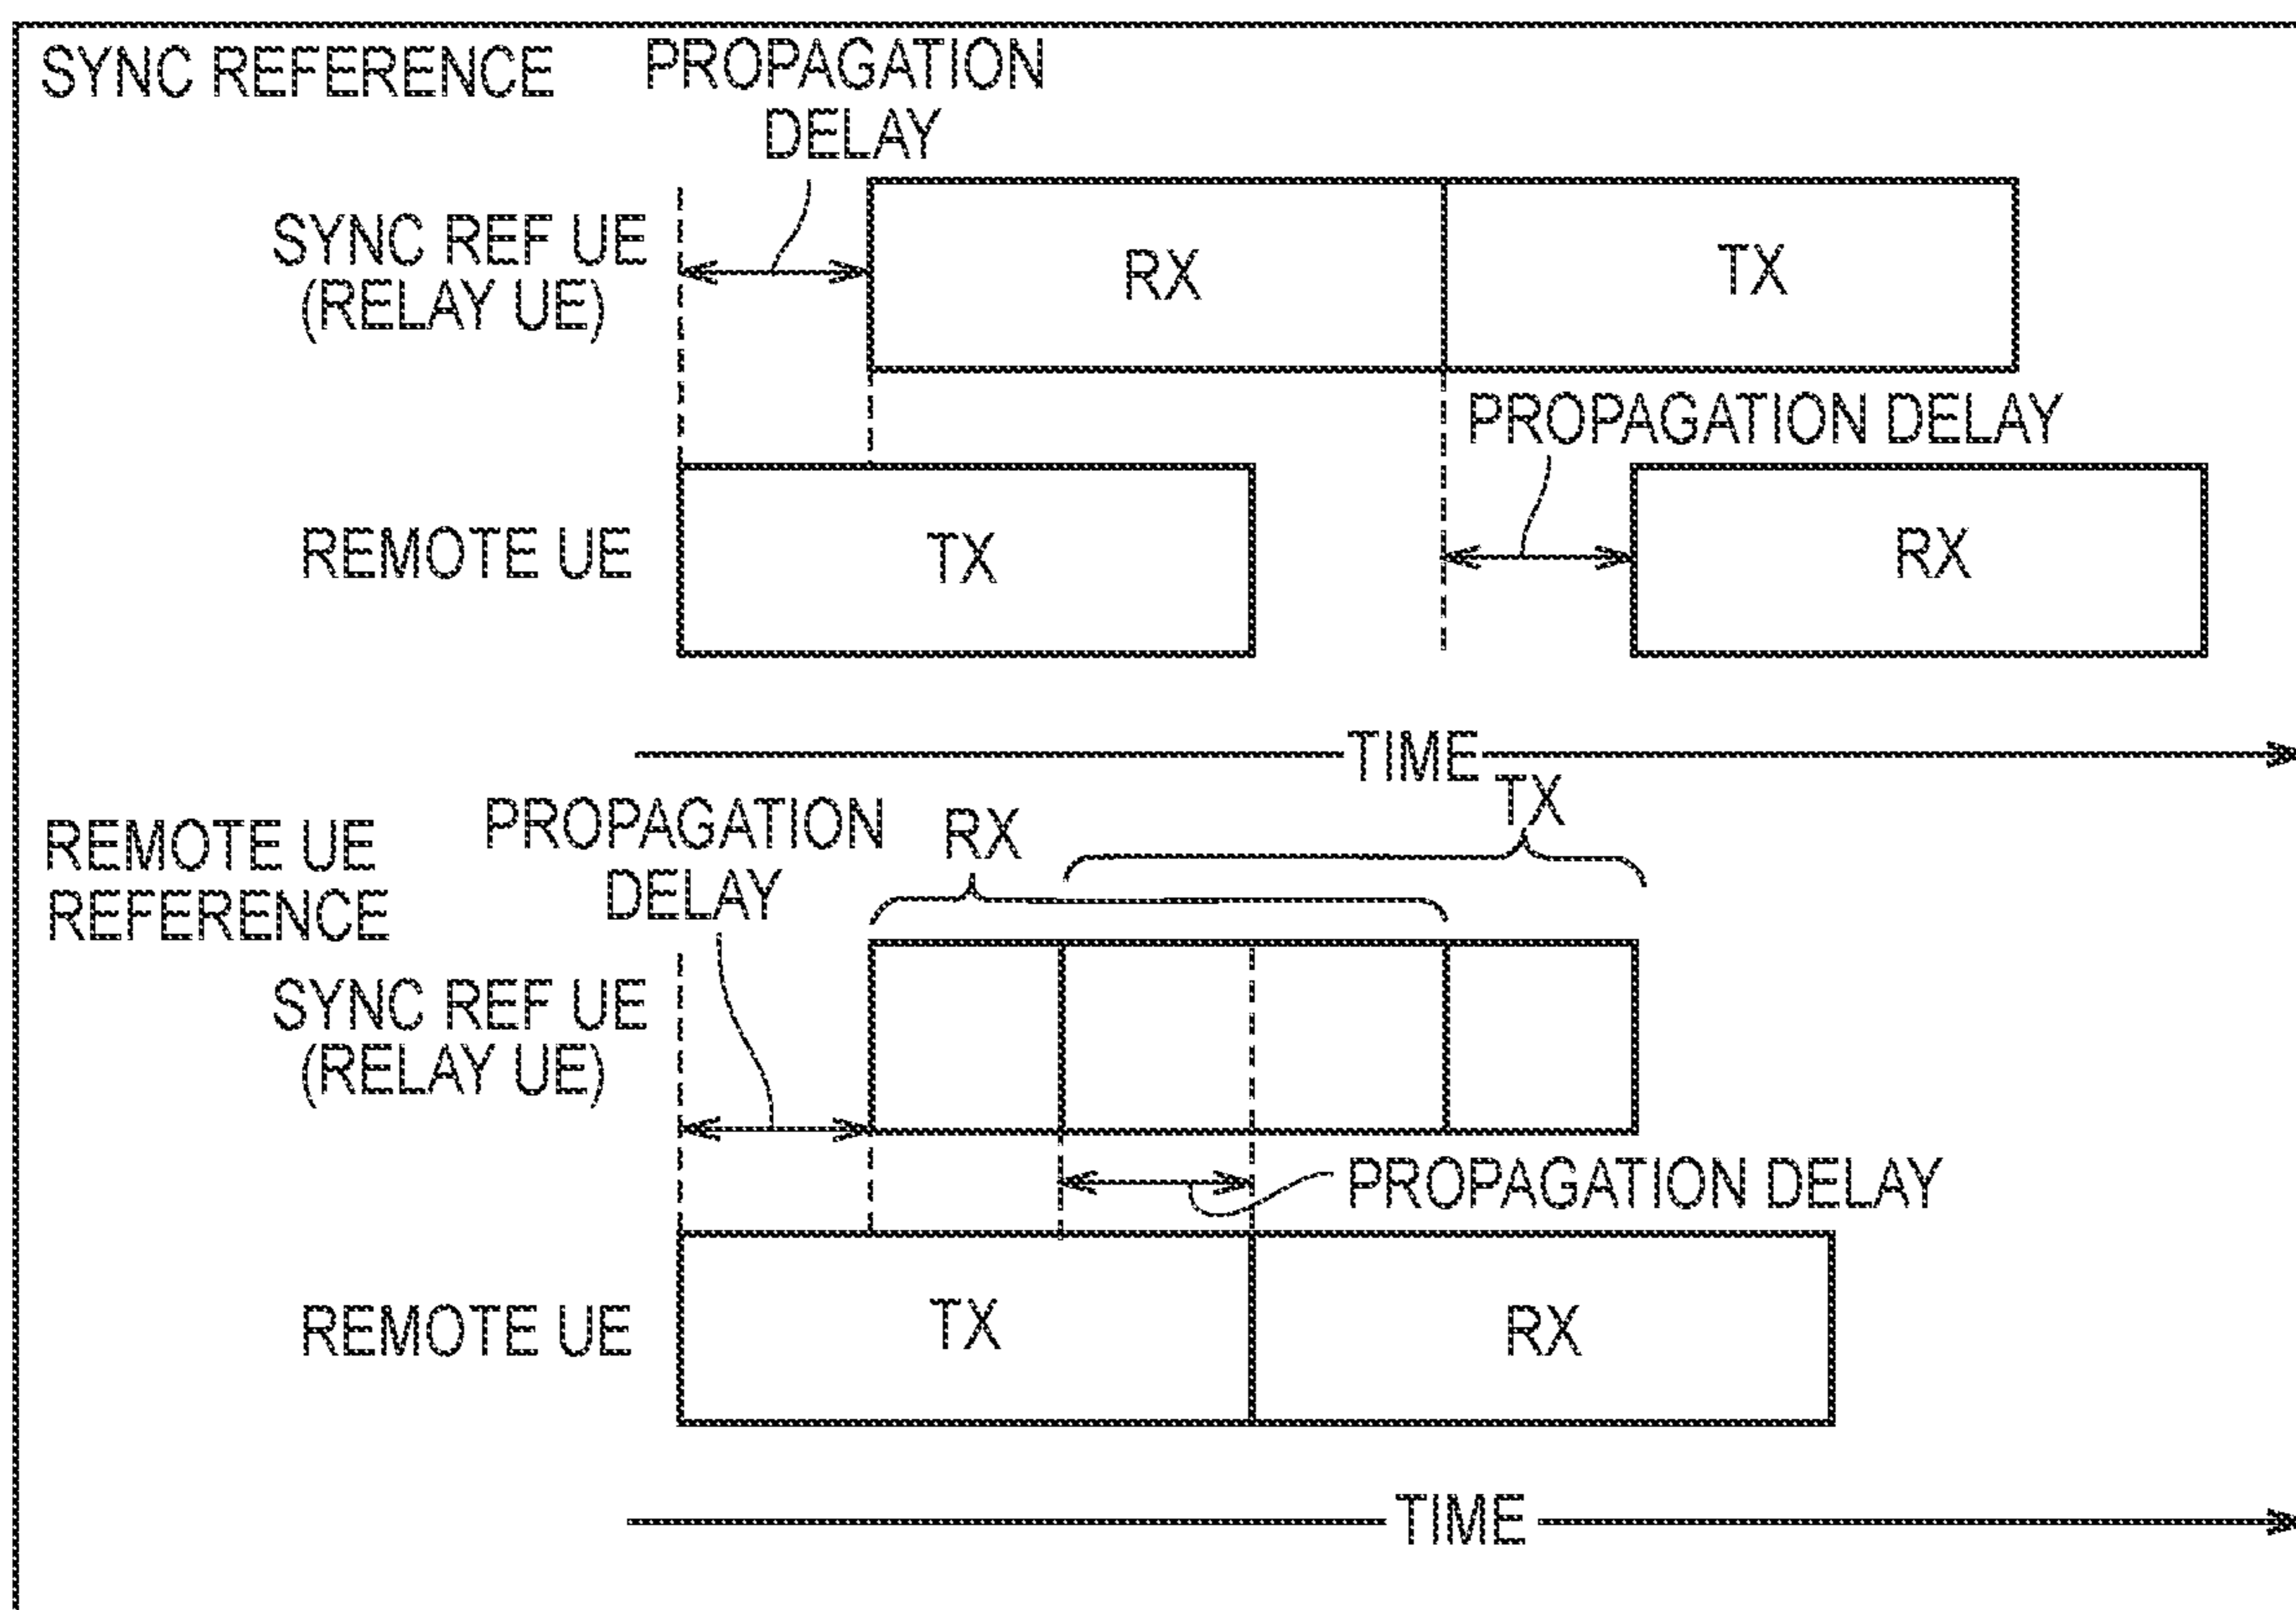 SYNC REFERENCE
PROPAGATION
DELAY
SYNC REF UE
(RELAY UE)
RX
TX
PROPAGATION DELAY
REMOTE UE
TX
RX
TIME
REMOTE UE
REFERENCE
PROPAGATION
DELAY
RX
TX
SYNC REF UE
(RELAY UE)
PROPAGATION DELAY
REMOTE UE
TX
RX
TIME